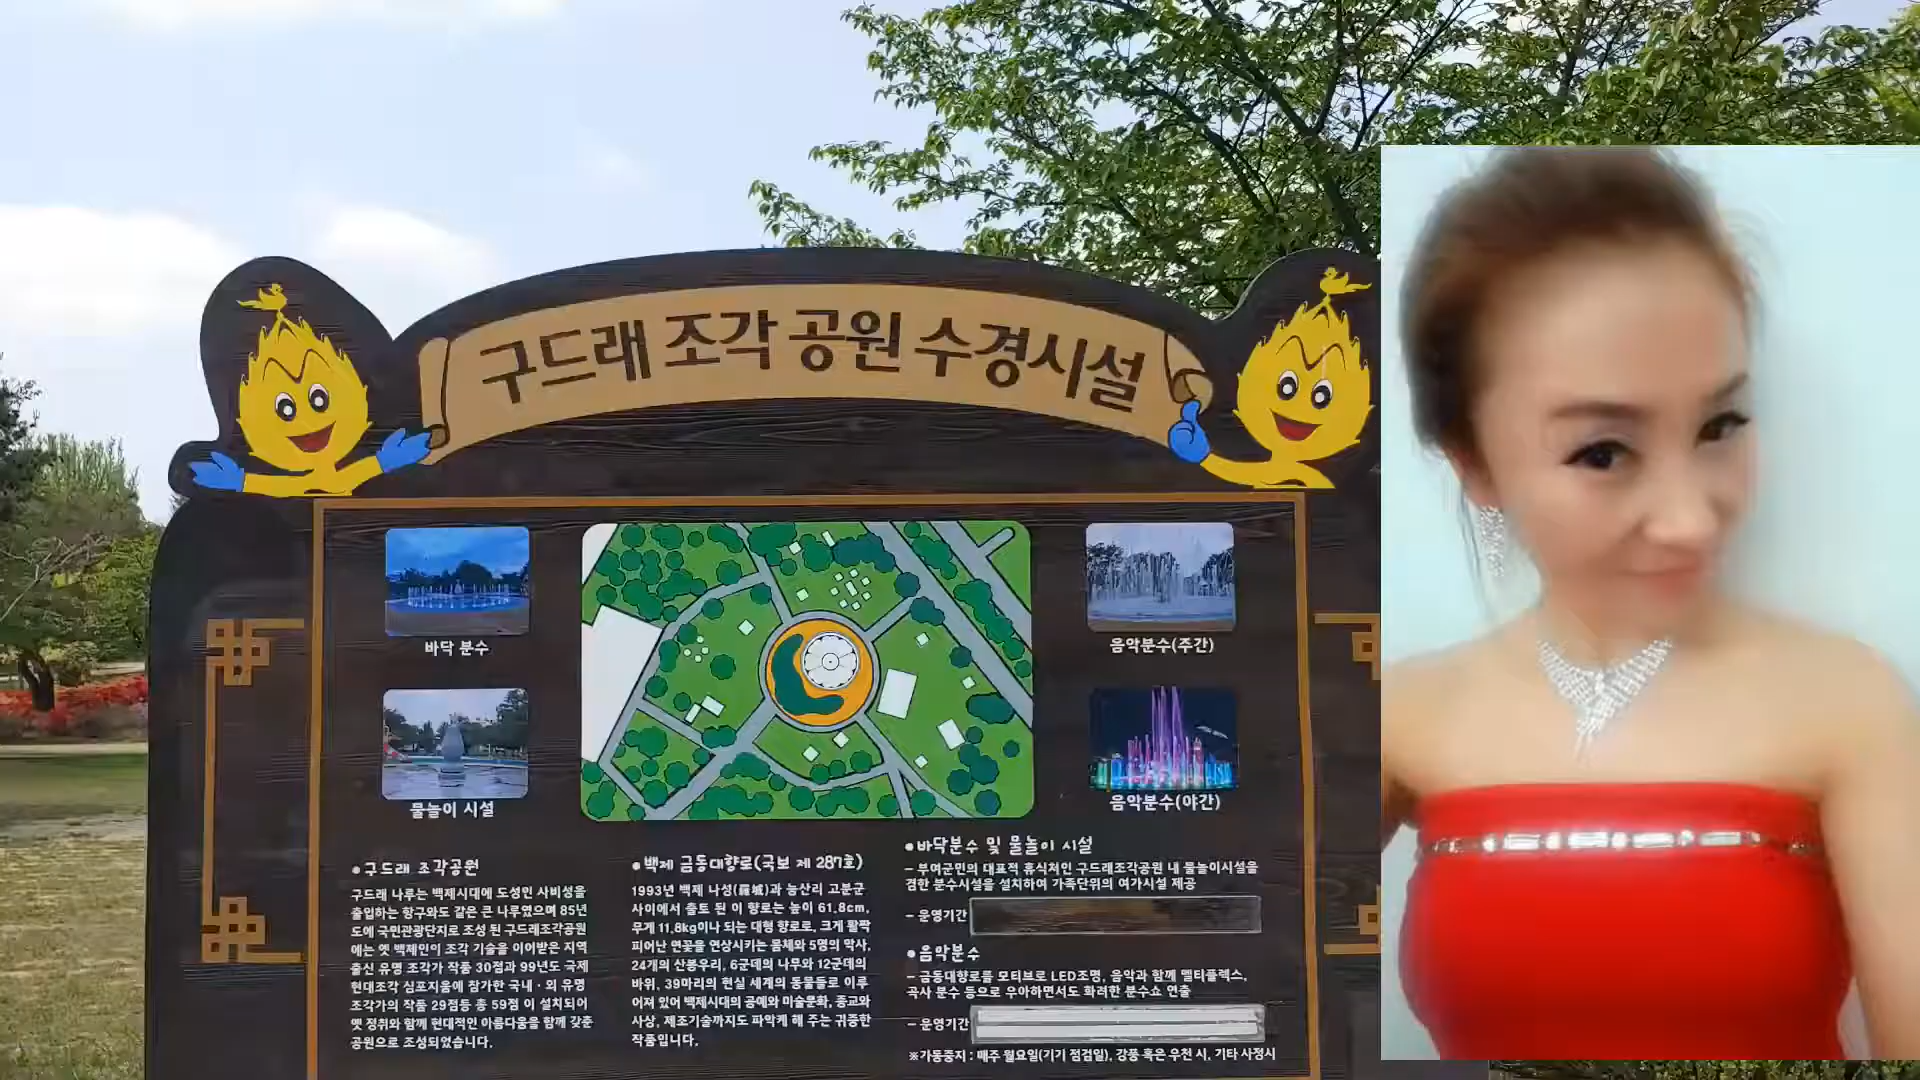 구드래 조각 공원 수경시설
바닥 분수
음악분수(주간)
물놀이 시설
음악분수(야간)
●구드래 조각공원
구드래 나루는 백제시대에 도성인 사비성을
출입하는 항구와도 같은 큰 나루였으며 85년
도에 국민관광단지로 조성 된 구드래조각공원
에는 옛 백제인의 조각 기술을 이어받은 지역
출신 유명 조각가 작품 30점과 99년도 국제
현대조각 심포지움에 참가한 국내·외 유명
조각가의 작품 29점등 총 59점 이 설치되어
옛 정취와 함께 현대적인 아름다움을 함께 갖춘
공원으로 조성되었습니다.
●백제 금동대향로(국보 제 287호)
1993년 백제 나성(羅城)과 능산리 고분군
사이에서 출토 된 이 향로는 높이 61.8cm,
무게 11.8kg이나 되는 대형 향로로, 크게 활짝
피어난 연꽃을 연상시키는 몸체와 5명의 악사,
24개의 산봉우리, 6군데의 나무와 12군데의
바위, 39마리의 현실 세계의 동물들로 이루
어져 있어 백제시대의 공예와 미술문화, 종교와
사상, 제조기술까지도 파악케 해 주는 귀중한
작품입니다.
●바닥분수 및 물놀이 시설
- 부여군민의 대표적 휴식처인 구드래조각공원 내 물놀이시설을
겸한 분수시설을 설치하여 가족단위의 여가시설 제공
- 운영기간
●음악분수
- 금동대향로를 모티브로 LED조명, 음악과 함께 멀티플렉스,
곡사 분수 등으로 우아하면서도 화려한 분수쇼 연출
- 운영기간
※가동중지 : 매주 월요일(기기 점검일), 강풍 혹은 우천 시, 기타 사정시